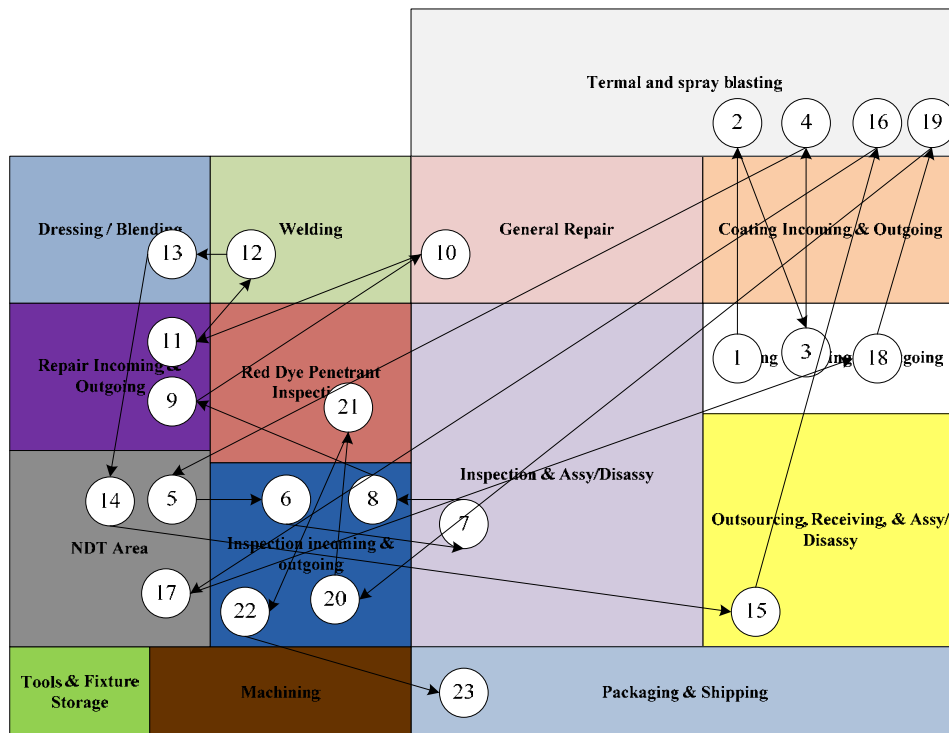 Termal and spray blasting
2
4
16
19
Dressing / Blending
Welding
General Repair
Coating Incoming & Outgoing
13
12
10
11
Repair Incoming &
Outgoing
9
Red Dye Penetrant
21
1
3
18
NDT Area
14
5
17
6
8
Inspection incoming &
outgoing
22
20
Inspection & Assy/Disassy
7
Outsourcing, Receiving, & Assy/
Disassy
15
Tools & Fixture
Storage
Machining
23
Packaging & Shipping